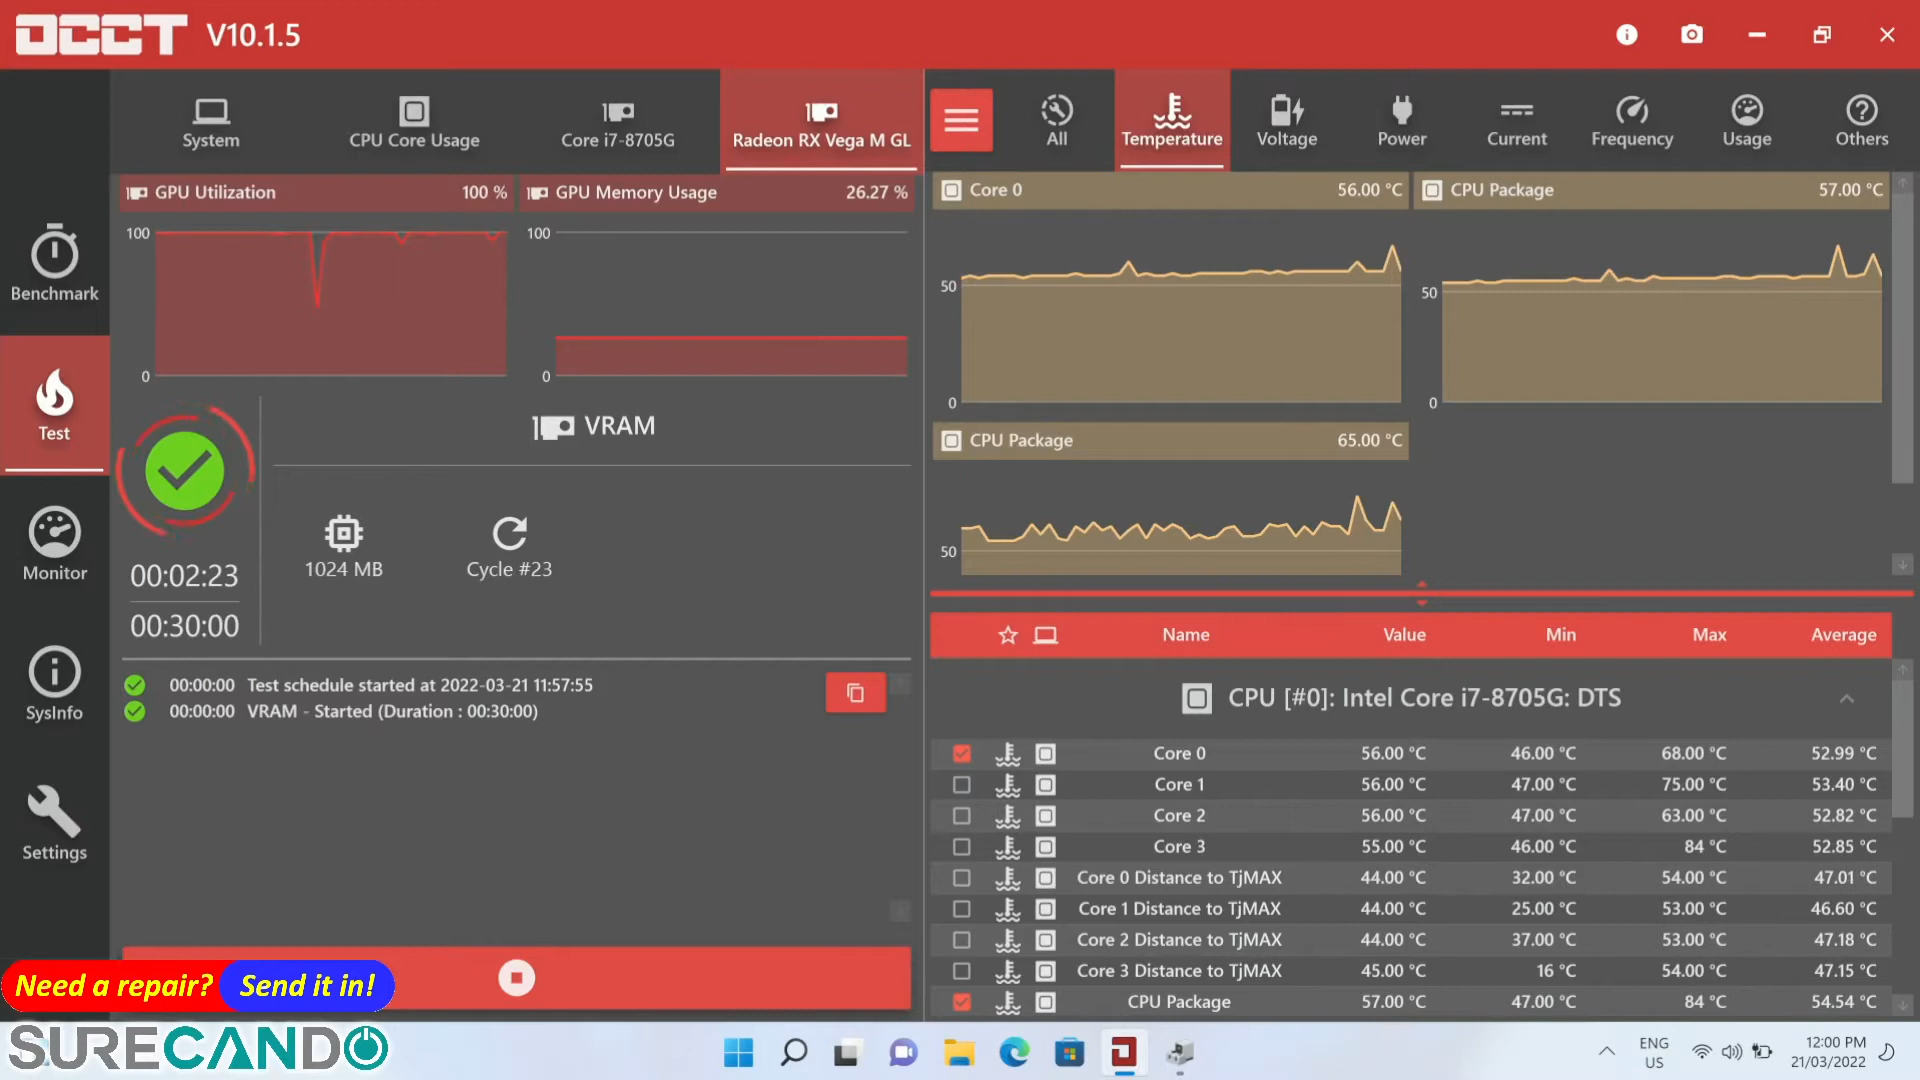 OCCT V10.1.5
System
CPU Core Usage
Core i7-8705G
Radeon RX Vega M GL
All
Temperature
Voltage
Power
Current
Frequency
Usage
Others
Benchmark
Test
Monitor
SysInfo
Settings
GPU Utilization 100 %
100
0
GPU Memory Usage 26.27 %
100
0
VRAM
1024 MB
Cycle #23
00:02:23
00:30:00
00:00:00 Test schedule started at 2022-03-21 11:57:55
00:00:00 VRAM - Started (Duration : 00:30:00)
Core 0 56.00 °C
50
0
CPU Package 57.00 °C
50
0
CPU Package 65.00 °C
50
Name Value Min Max Average
CPU [#0]: Intel Core i7-8705G: DTS
Core 0 56.00 °C 46.00 °C 68.00 °C 52.99 °C
Core 1 56.00 °C 47.00 °C 75.00 °C 53.40 °C
Core 2 56.00 °C 47.00 °C 63.00 °C 52.82 °C
Core 3 55.00 °C 46.00 °C 84 °C 52.85 °C
Core 0 Distance to TjMAX 44.00 °C 32.00 °C 54.00 °C 47.01 °C
Core 1 Distance to TjMAX 44.00 °C 25.00 °C 53.00 °C 46.60 °C
Core 2 Distance to TjMAX 44.00 °C 37.00 °C 53.00 °C 47.18 °C
Core 3 Distance to TjMAX 45.00 °C 16 °C 54.00 °C 47.15 °C
CPU Package 57.00 °C 47.00 °C 84 °C 54.54 °C
Need a repair? Send it in!
SURECANDO
ENG
US
12:00 PM
21/03/2022